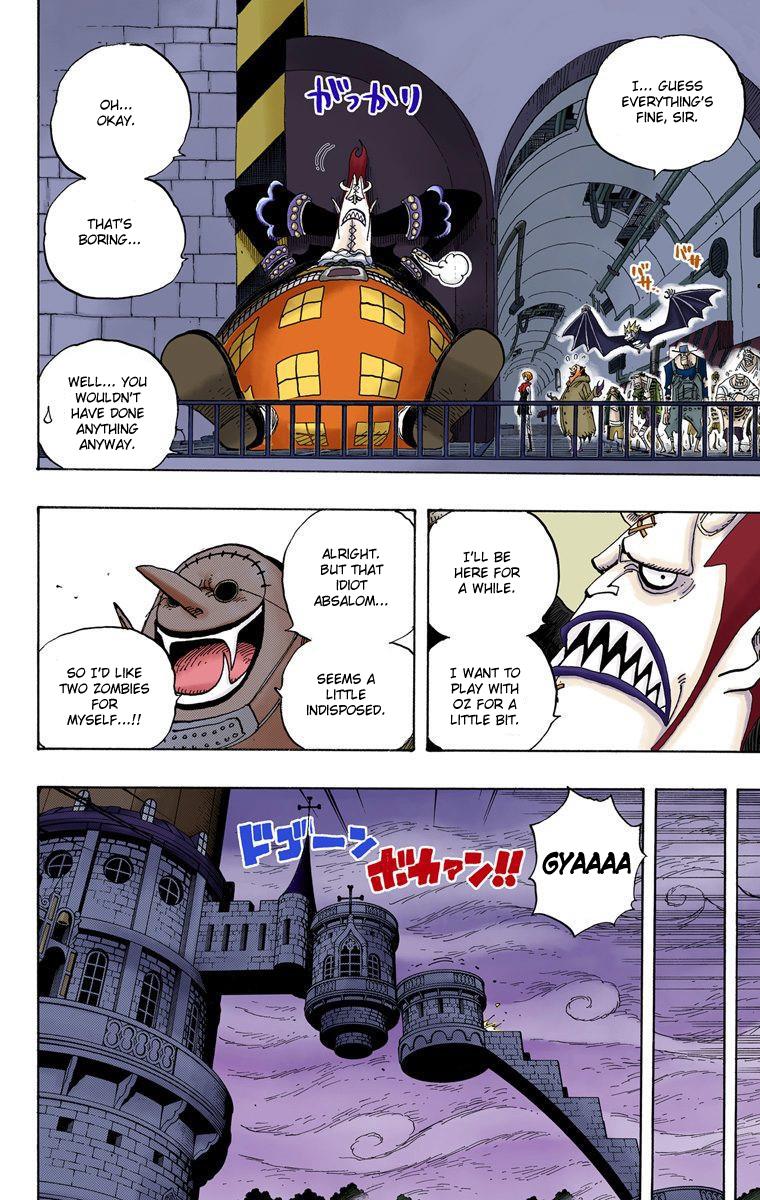 I... GUESS
EVERYTHING'S
FINE, SIR.
バサ
バサ..
がっかり
OH...
OKAY.
THAT'S
BORING...
WELL... YOU
WOULDN'T
HAVE DONE
ANYTHING
ANYWAY.
I'LL BE
HERE FOR
A WHILE.
I WANT TO
PLAY WITH
OZ FOR A
LITTLE BIT.
ALRIGHT.
BUT THAT
IDIOT
ABSALOM...
SEEMS
A LITTLE
INDISPOSED.
SO I'D LIKE
TWO ZOMBIES
FOR
MYSELF...!!
GYAAAA
ドゴーン
ボカァン!!